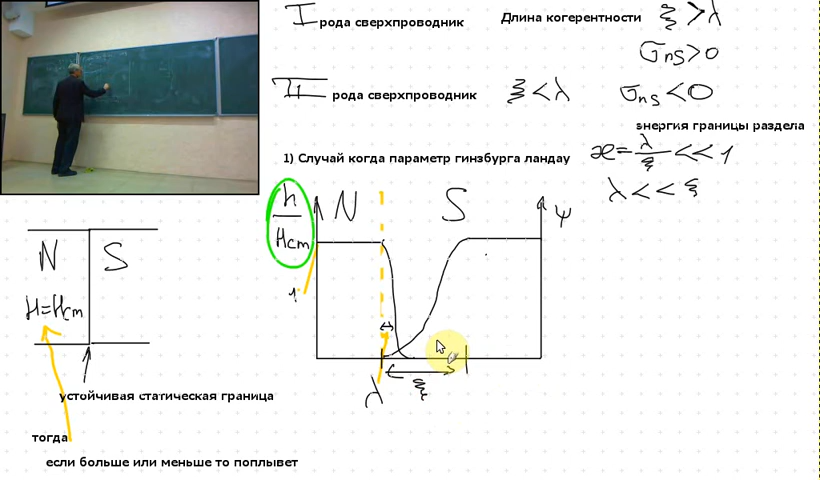 I рода сверхпроводник Длина когерентности ξ > λ
σns > 0
II рода сверхпроводник ξ < λ σns < 0
энергия границы раздела
1) Случай когда параметр гинзбурга ландау æ = λ/ξ << 1
λ << ξ
h/Hcm N S ψ
1
λ ξ
N S
H=Hcm
устойчивая статическая граница
тогда
если больше или меньше то поплывет